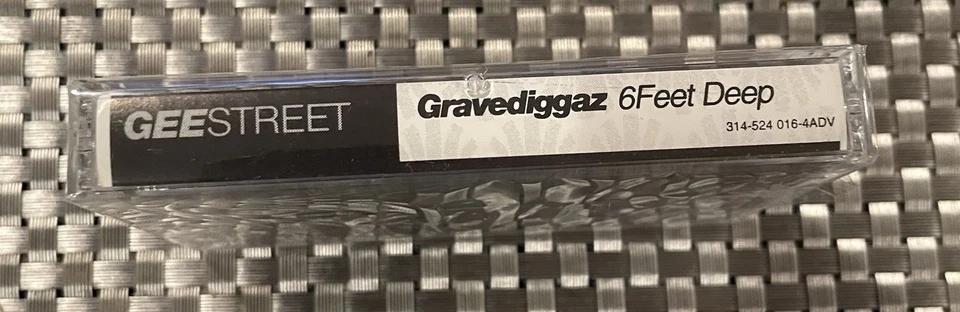 GEESTREET
Gravediggaz 6Feet Deep
314-524 016-4ADV